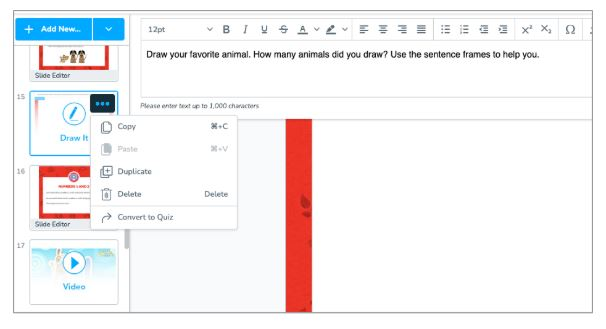 + Add New...
12pt
B I U S A
X² X₂ Ω
Draw your favorite animal. How many animals did you draw? Use the sentence frames to help you.
Please enter text up to 1,000 characters
Slide Editor
15
Draw It
Copy ⌘+C
Paste ⌘+V
Duplicate
Delete Delete
Convert to Quiz
16
Slide Editor
17
Video